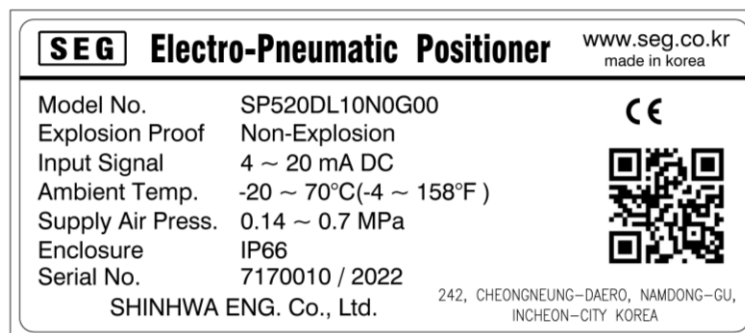 SEG Electro-Pneumatic Positioner
www.seg.co.kr
made in korea
Model No. SP520DL10N0G00
Explosion Proof Non-Explosion
Input Signal 4 ~ 20 mA DC
Ambient Temp. -20 ~ 70°C(-4 ~ 158°F )
Supply Air Press. 0.14 ~ 0.7 MPa
Enclosure IP66
Serial No. 7170010 / 2022
SHINHWA ENG. Co., Ltd.
CE
242, CHEONGNEUNG-DAERO, NAMDONG-GU,
INCHEON-CITY KOREA